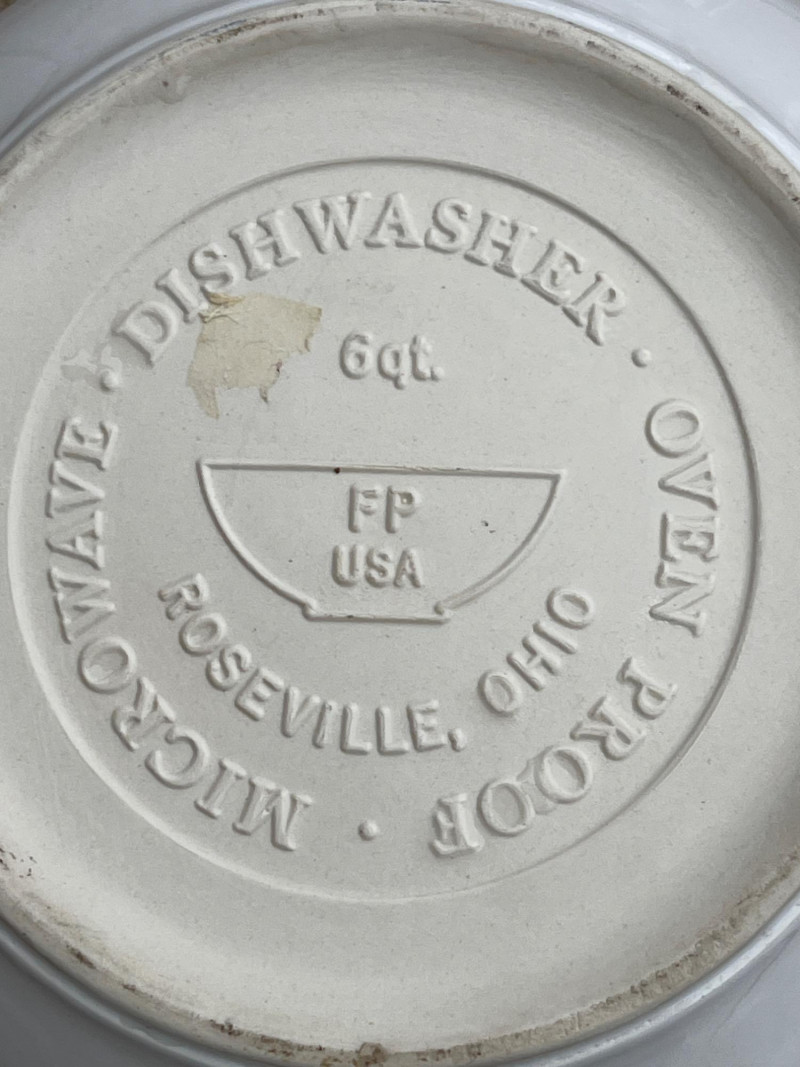 MICROWAVE · DISHWASHER · OVEN PROOF ·
6qt.
FP
USA
ROSEVILLE, OHIO